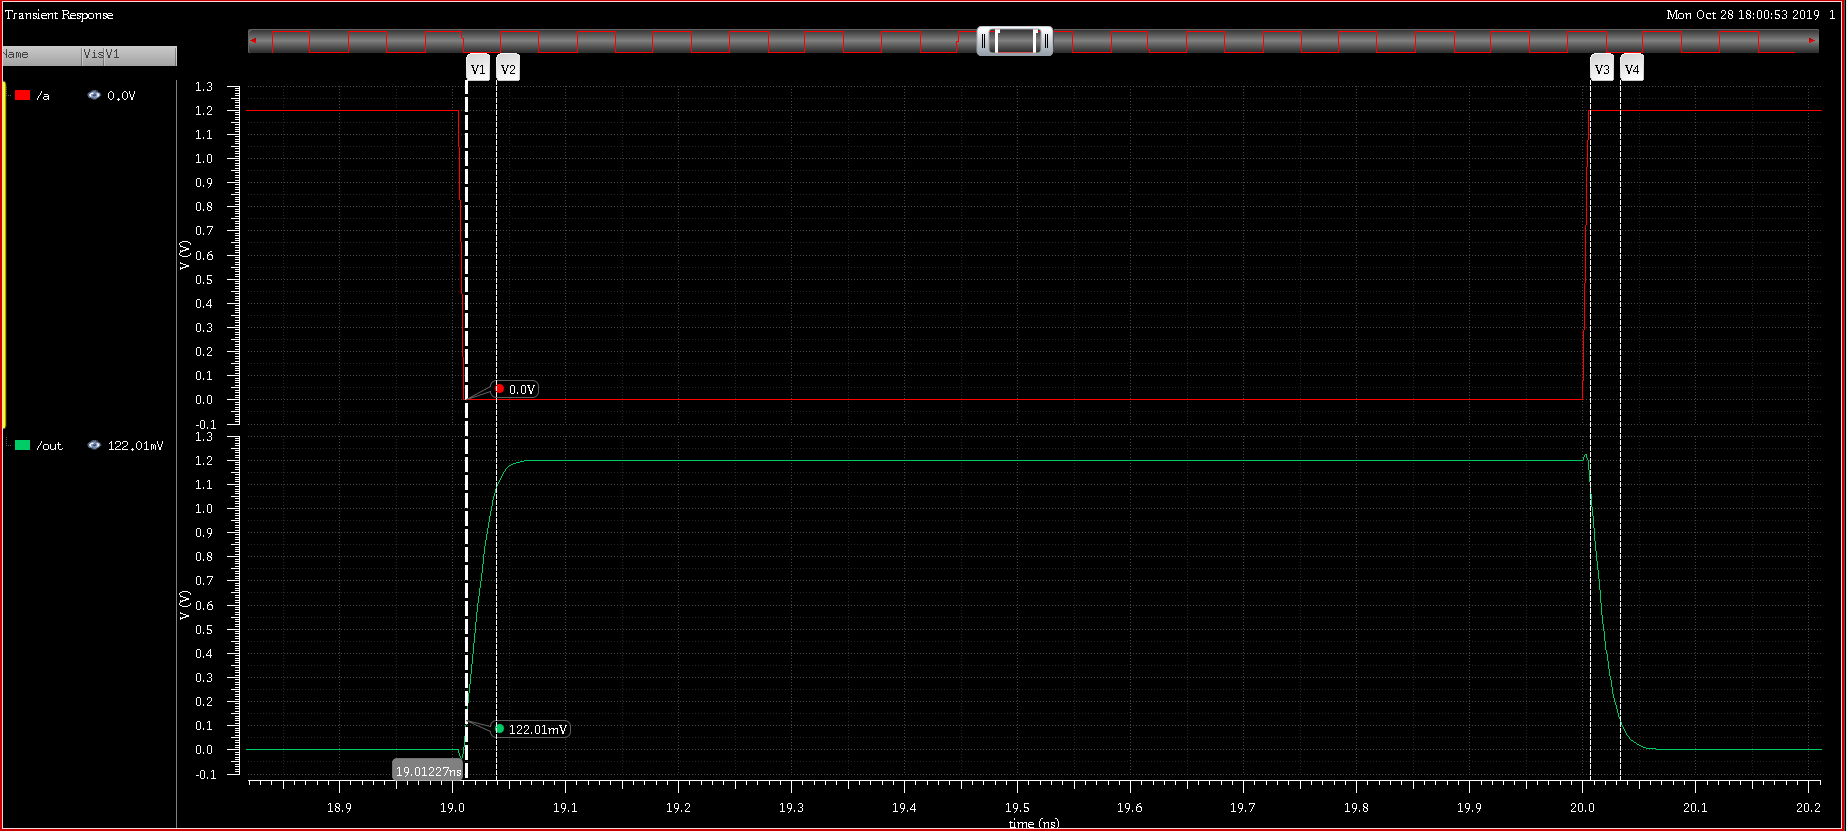 Transient Response
Mon Oct 28 18:00:53 2019 1
Name Vis V1
/a 0.0V
/out 122.01mV
V1 V2 V3 V4
1.3
1.2
1.1
1.0
0.9
0.8
0.7
0.6
0.5
0.4
0.3
0.2
0.1
0.0
-0.1
V (V)
0.0V
1.3
1.2
1.1
1.0
0.9
0.8
0.7
0.6
0.5
0.4
0.3
0.2
0.1
0.0
-0.1
V (V)
122.01mV
19.01227ns
18.9 19.0 19.1 19.2 19.3 19.4 19.5 19.6 19.7 19.8 19.9 20.0 20.1 20.2
time (ns)